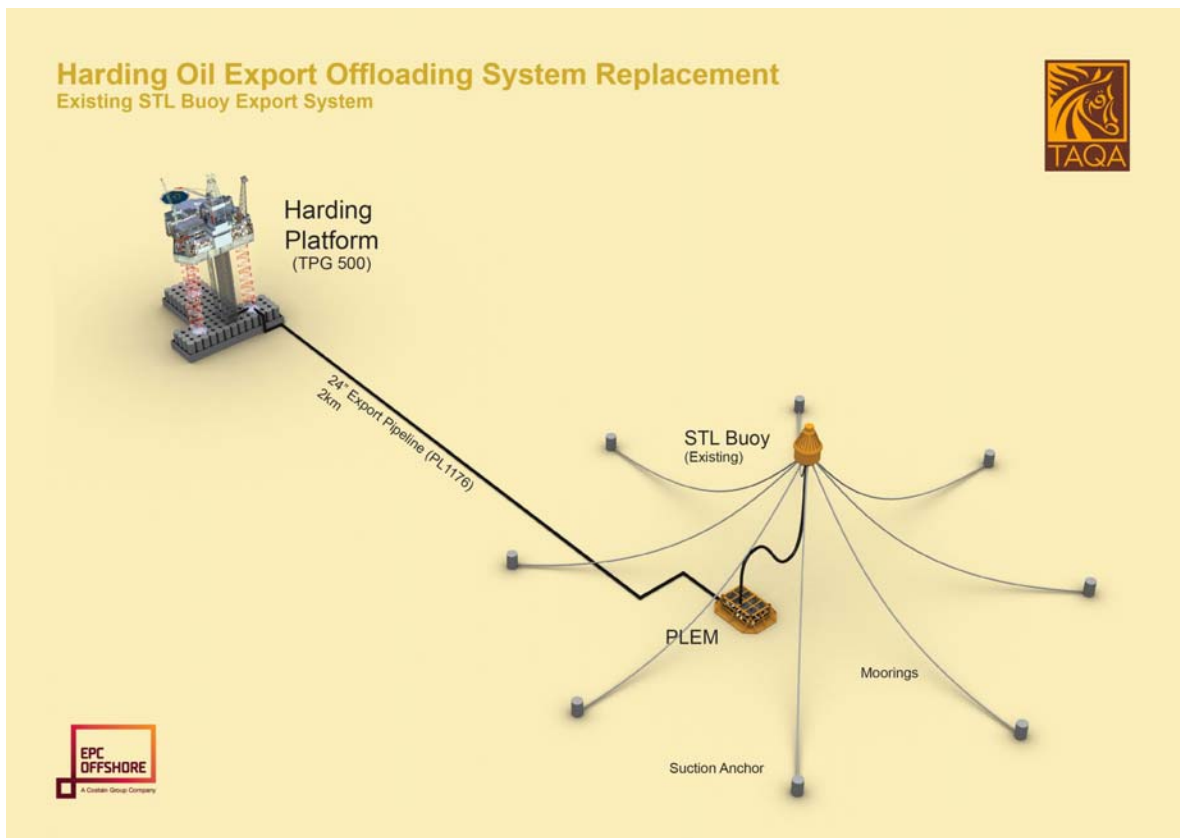 Harding Oil Export Offloading System Replacement
Existing STL Buoy Export System
TAQA
Harding
Platform
(TPG 500)
24" Export Pipeline (PL1176)
2km
STL Buoy
(Existing)
PLEM
Moorings
Suction Anchor
EPC
OFFSHORE
A Costain Group Company